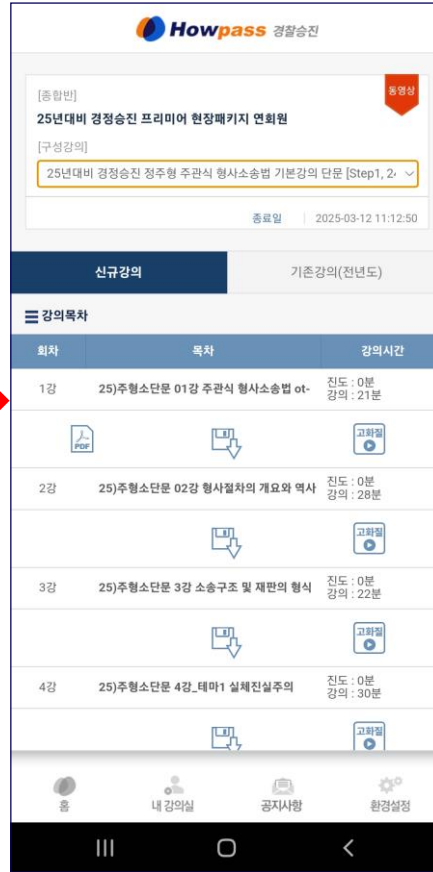 Howpass 경찰승진
[종합반]
동영상
25년대비 경정승진 프리미어 현장패키지 연회원
[구성강의]
25년대비 경정승진 정주형 주관식 형사소송법 기본강의 단문 [Step1, 2
종료일 2025-03-12 11:12:50
신규강의 기존강의(전년도)
강의목차
회차 목차 강의시간
1강 25)주형소단문 01강 주관식 형사소송법 ot- 진도 : 0분
강의 : 21분
PDF 고화질
2강 25)주형소단문 02강 형사절차의 개요와 역사 진도 : 0분
강의 : 28분
고화질
3강 25)주형소단문 3강 소송구조 및 재판의 형식 진도 : 0분
강의 : 22분
고화질
4강 25)주형소단문 4강_테마1 실체진실주의 진도 : 0분
강의 : 30분
고화질
홈 내 강의실 공지사항 환경설정